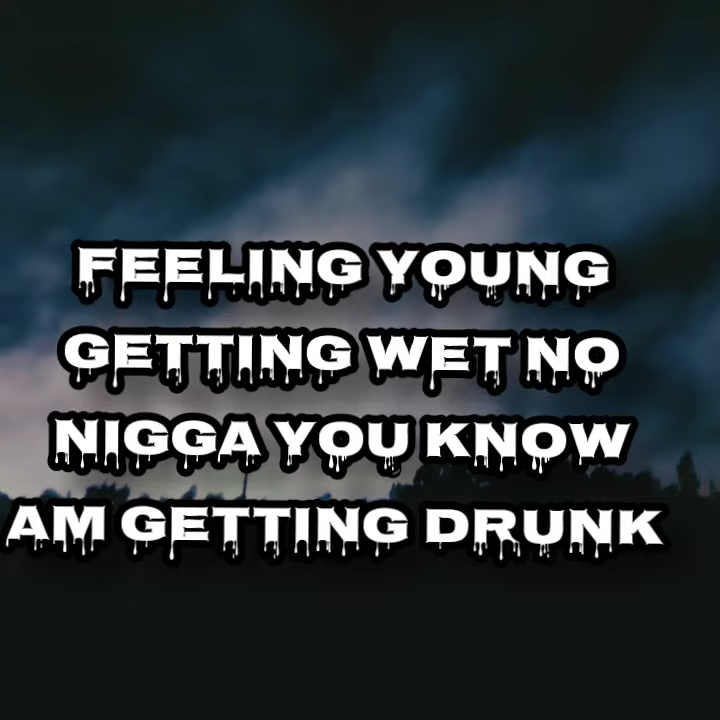 FEELING YOUNG
GETTING WET NO
NIGGA YOU KNOW
AM GETTING DRUNK